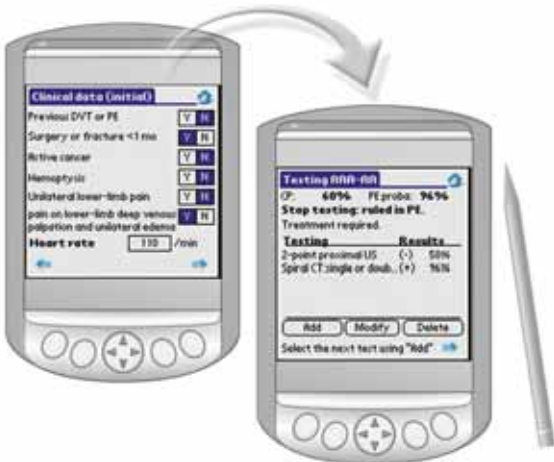 Clinical data (initial)
Previous DVT or PE Y N
Surgery or fracture <1 mo Y N
Active cancer Y N
Hemoptysis Y N
Unilateral lower-limb pain Y N
pain on lower-limb deep venous
palpation and unilateral edema Y N
Heart rate 110 /min
Testing AAA-AA
CP: 60% PE proba: 96%
Stop testing: ruled in PE.
Treatment required.
Testing Results
2-point proximal US (-) 50%
Spiral CT:single or doub.. (+) 96%
Add Modify Delete
Select the next test using "Add"